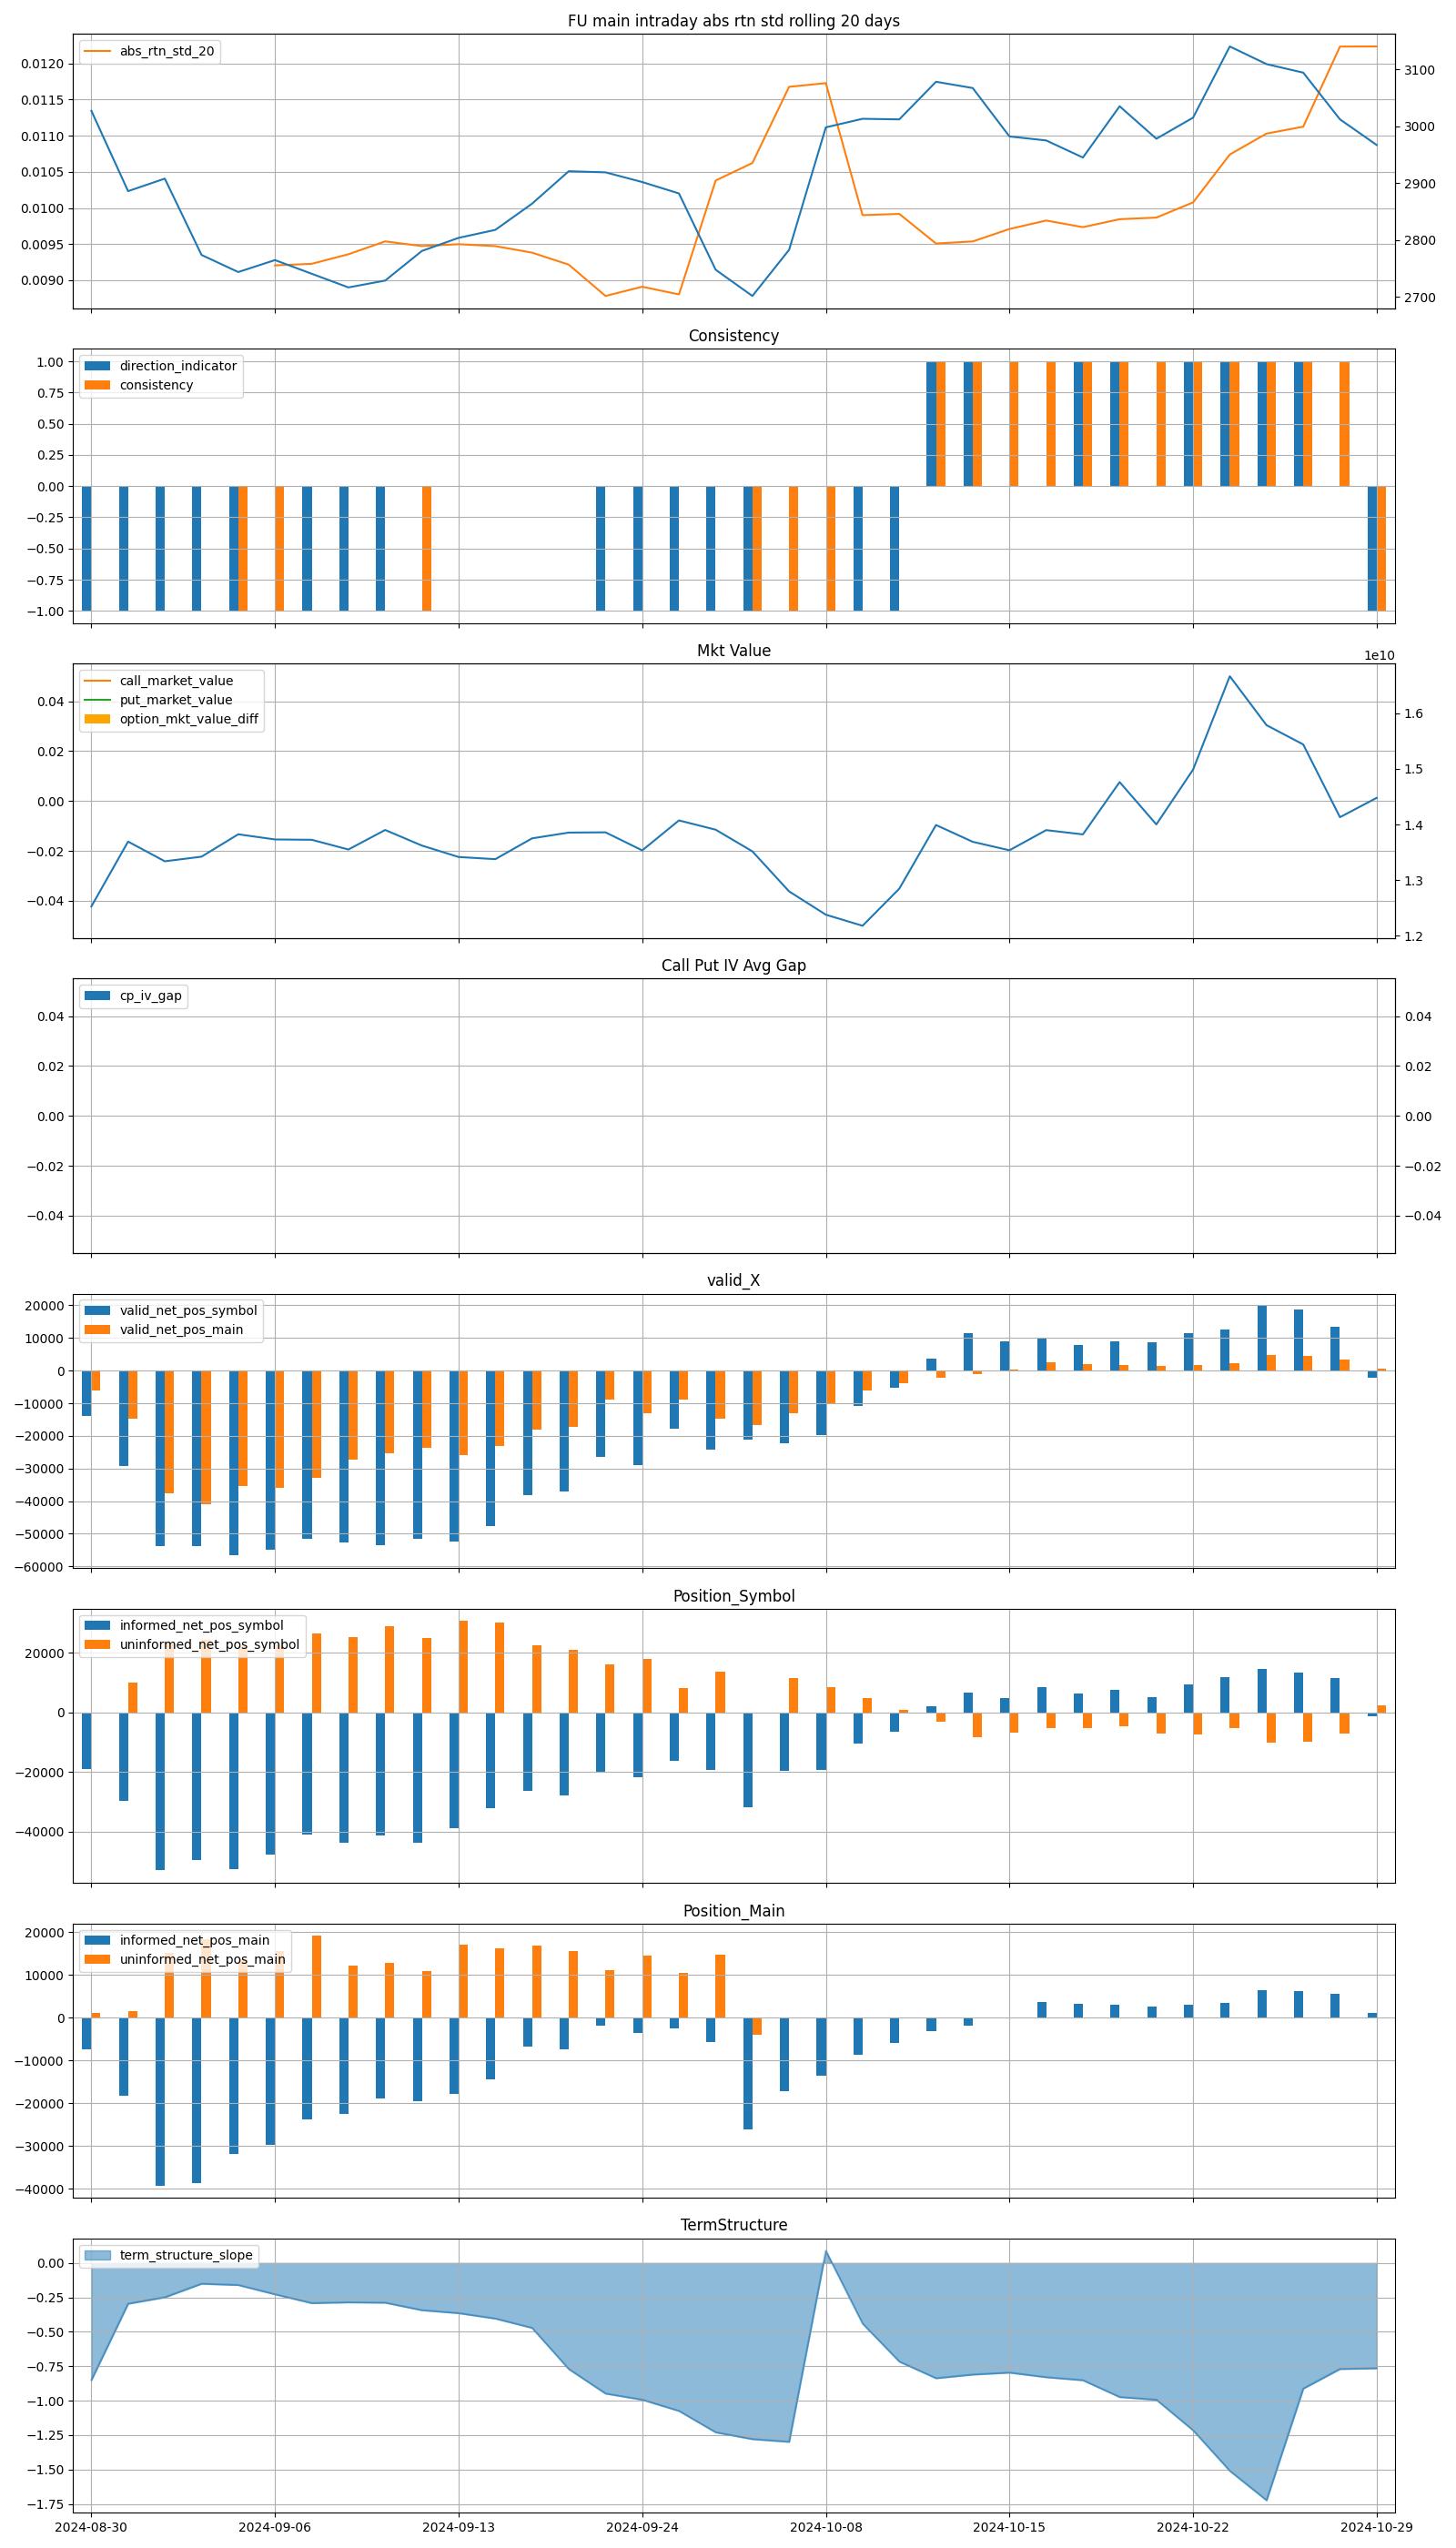 FU main intraday abs rtn std rolling 20 days
abs_rtn_std_20
0.0120
0.0115
0.0110
0.0105
0.0100
0.0095
0.0090
3100
3000
2900
2800
2700
Consistency
direction_indicator
consistency
1.00
0.75
0.50
0.25
0.00
−0.25
−0.50
−0.75
−1.00
Mkt Value
1e10
call_market_value
put_market_value
option_mkt_value_diff
0.04
0.02
0.00
−0.02
−0.04
1.6
1.5
1.4
1.3
1.2
Call Put IV Avg Gap
cp_iv_gap
0.04
0.02
0.00
−0.02
−0.04
0.04
0.02
0.00
−0.02
−0.04
valid_X
valid_net_pos_symbol
valid_net_pos_main
20000
10000
0
−10000
−20000
−30000
−40000
−50000
−60000
Position_Symbol
informed_net_pos_symbol
uninformed_net_pos_symbol
20000
0
−20000
−40000
Position_Main
informed_net_pos_main
uninformed_net_pos_main
20000
10000
0
−10000
−20000
−30000
−40000
TermStructure
term_structure_slope
0.00
−0.25
−0.50
−0.75
−1.00
−1.25
−1.50
−1.75
2024-08-30 2024-09-06 2024-09-13 2024-09-24 2024-10-08 2024-10-15 2024-10-22 2024-10-29